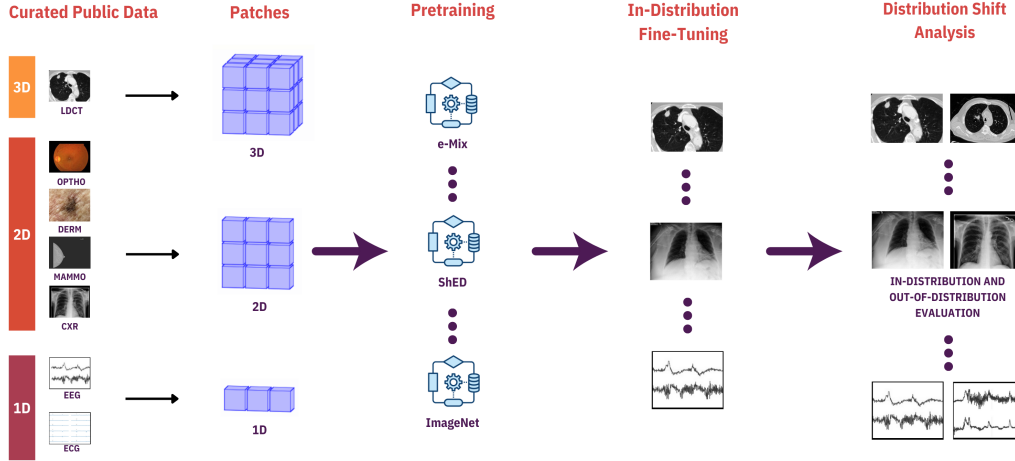 Curated Public Data
Patches
Pretraining
In-Distribution
Fine-Tuning
Distribution Shift
Analysis
3D
LDCT
3D
e-Mix
2D
OPTHO
DERM
MAMMO
CXR
2D
ShED
IN-DISTRIBUTION AND
OUT-OF-DISTRIBUTION
EVALUATION
1D
EEG
ECG
1D
ImageNet